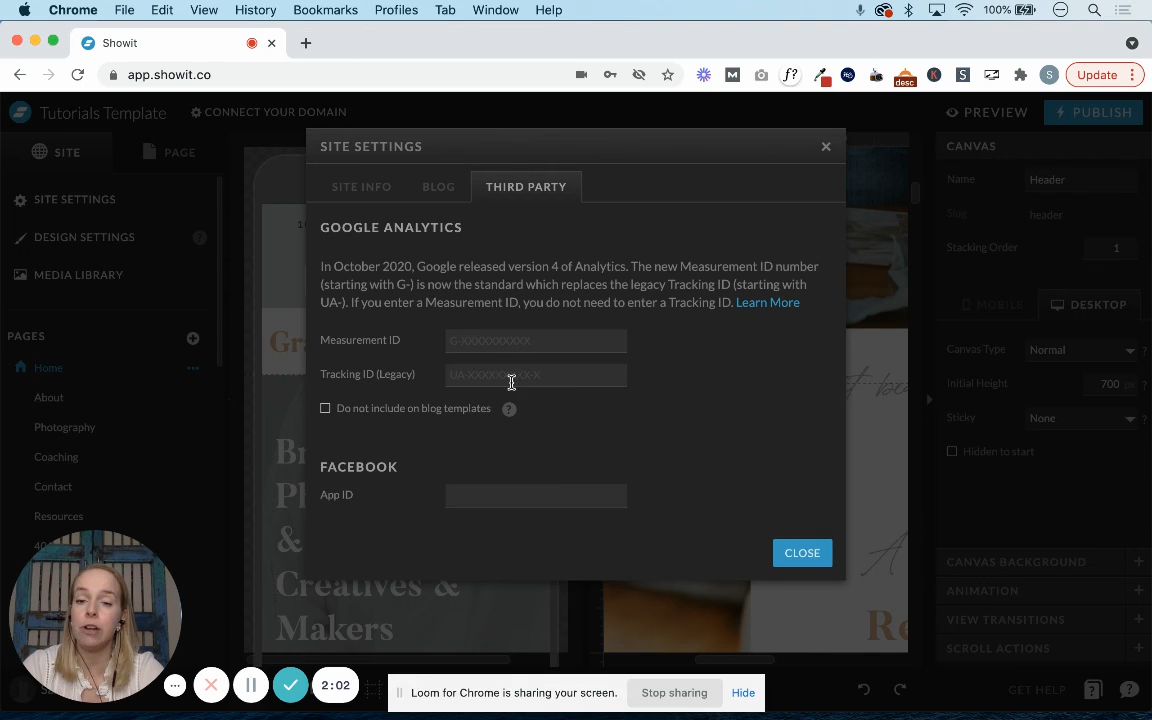 Chrome File Edit View History Bookmarks Profiles Tab Window Help 100%
Showit
app.showit.co
f?
M
desc
K
S
S
Update
Tutorials Template
CONNECT YOUR DOMAIN
PREVIEW
PUBLISH
SITE
PAGE
SITE SETTINGS
DESIGN SETTINGS ?
MEDIA LIBRARY
PAGES
Home
About
Photography
Coaching
Contact
Resources
SITE SETTINGS
SITE INFO
BLOG
THIRD PARTY
GOOGLE ANALYTICS
In October 2020, Google released version 4 of Analytics. The new Measurement ID number
(starting with G-) is now the standard which replaces the legacy Tracking ID (starting with
UA-). If you enter a Measurement ID, you do not need to enter a Tracking ID. Learn More
Measurement ID G-XXXXXXXXXX
Tracking ID (Legacy)
Do not include on blog templates ?
FACEBOOK
App ID
CLOSE
&
Creatives &
Makers
CANVAS
Name Header
Slug header
Stacking Order 1
MOBILE
DESKTOP
Canvas Type Normal
Initial Height 700 px ?
Sticky None ?
Hidden to start
CANVAS BACKGROUND
ANIMATION
VIEW TRANSITIONS
SCROLL ACTIONS
GET HELP
2:02
Loom for Chrome is sharing your screen.
Stop sharing
Hide